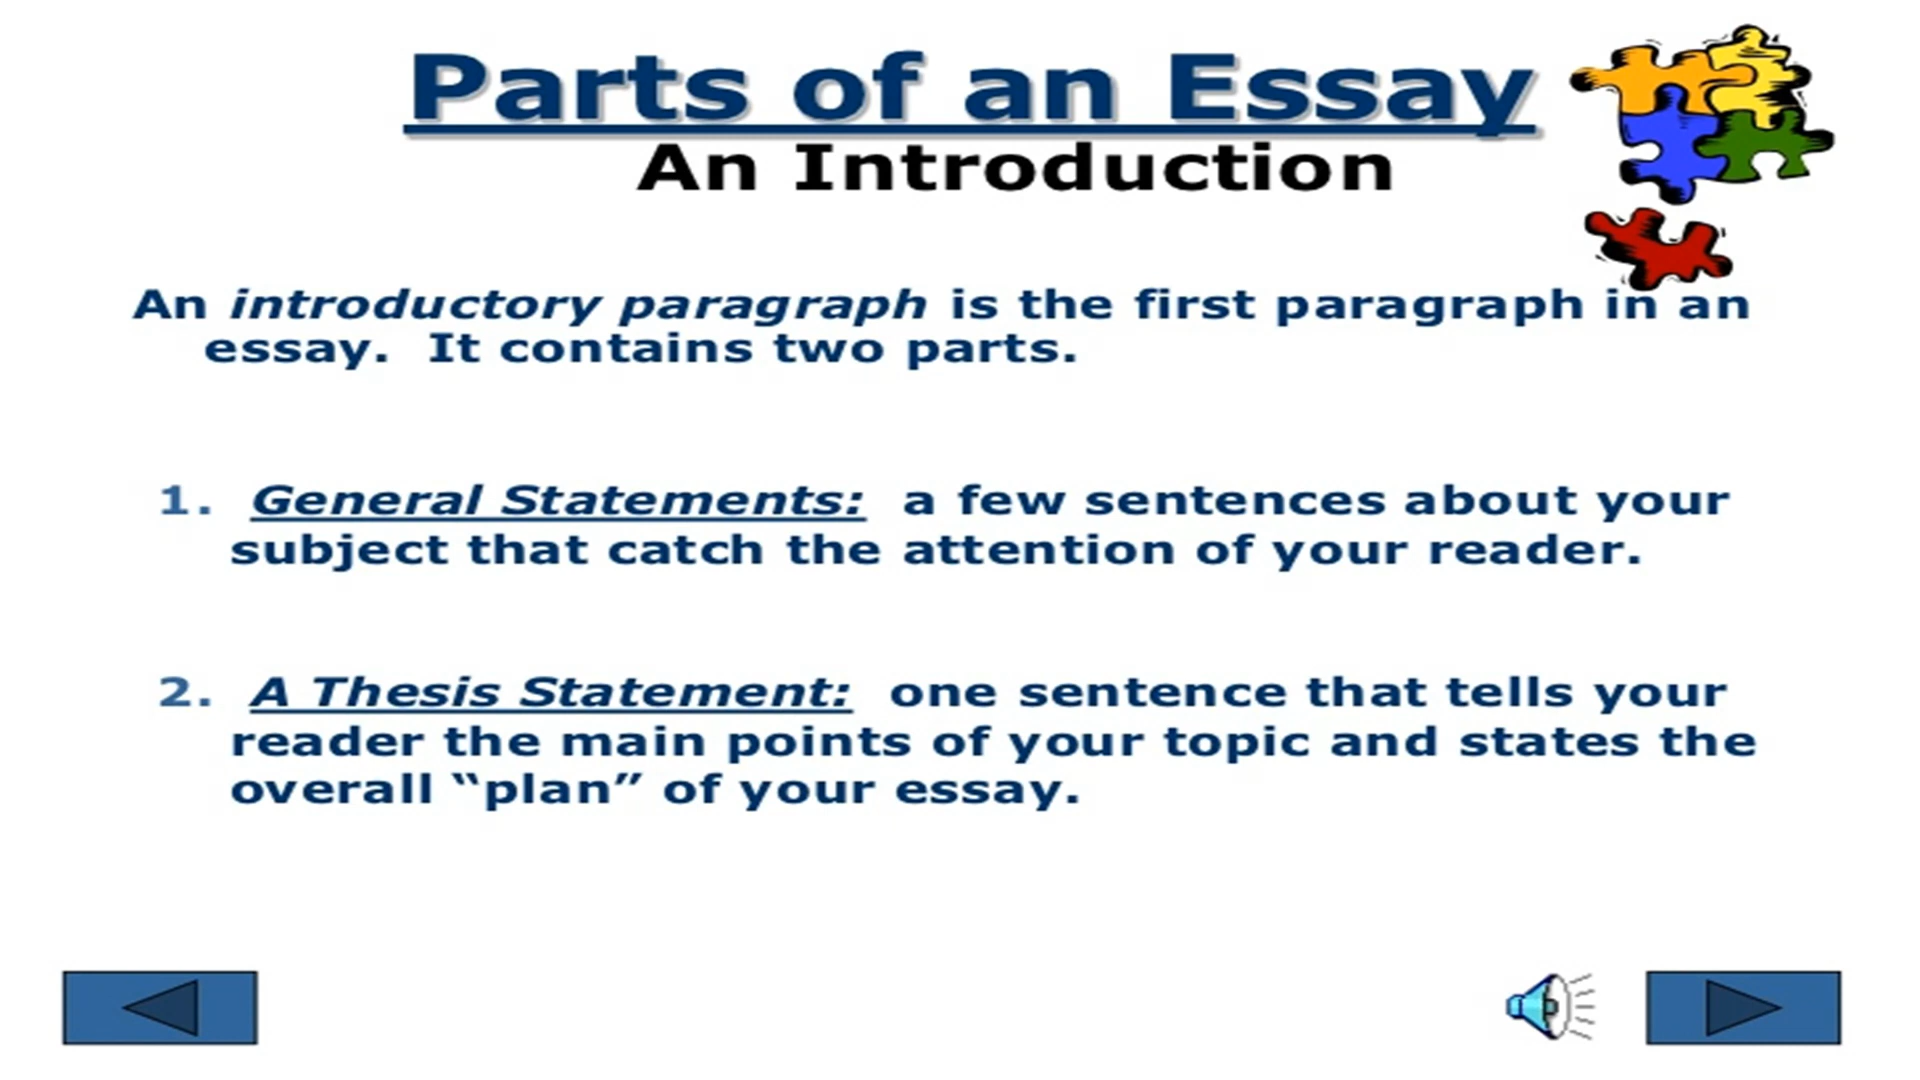 Parts of an Essay
An Introduction
An introductory paragraph is the first paragraph in an
essay. It contains two parts.
1. General Statements: a few sentences about your
subject that catch the attention of your reader.
2. A Thesis Statement: one sentence that tells your
reader the main points of your topic and states the
overall “plan” of your essay.